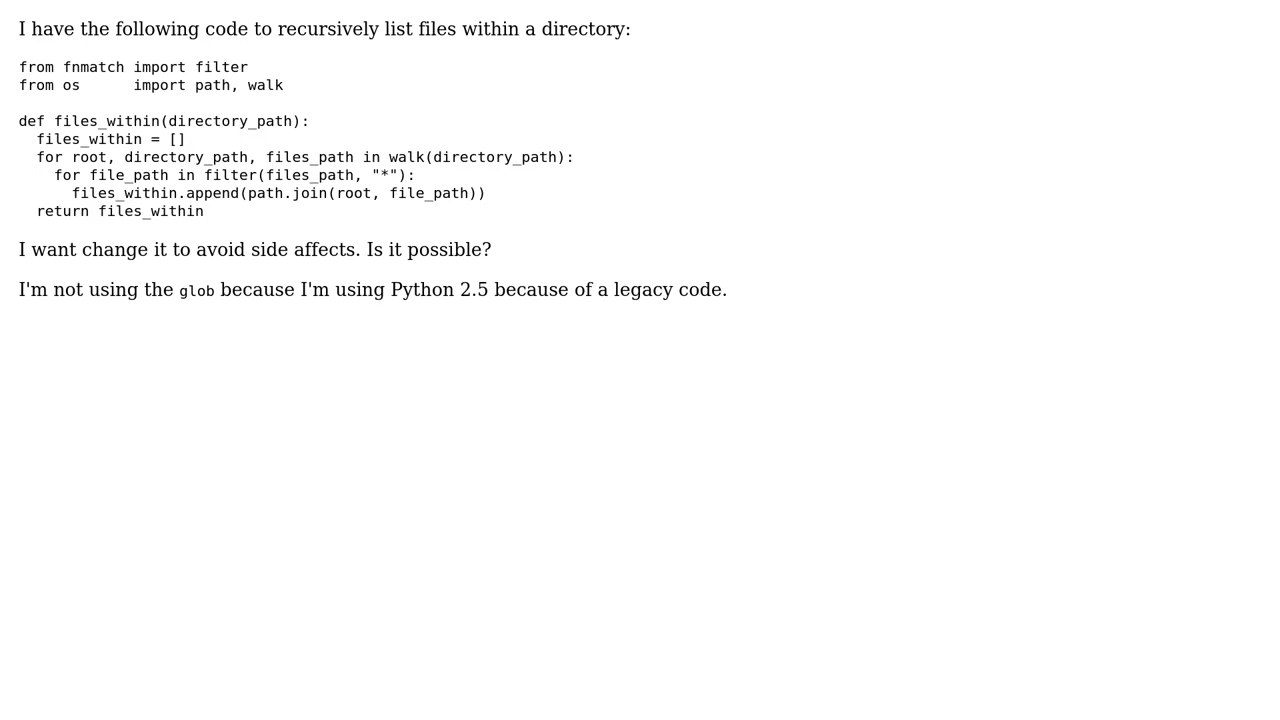 I have the following code to recursively list files within a directory:
from fnmatch import filter
from os      import path, walk
def files_within(directory_path):
  files_within = []
  for root, directory_path, files_path in walk(directory_path):
    for file_path in filter(files_path, "*"):
      files_within.append(path.join(root, file_path))
  return files_within
I want change it to avoid side affects. Is it possible?
I'm not using the glob because I'm using Python 2.5 because of a legacy code.